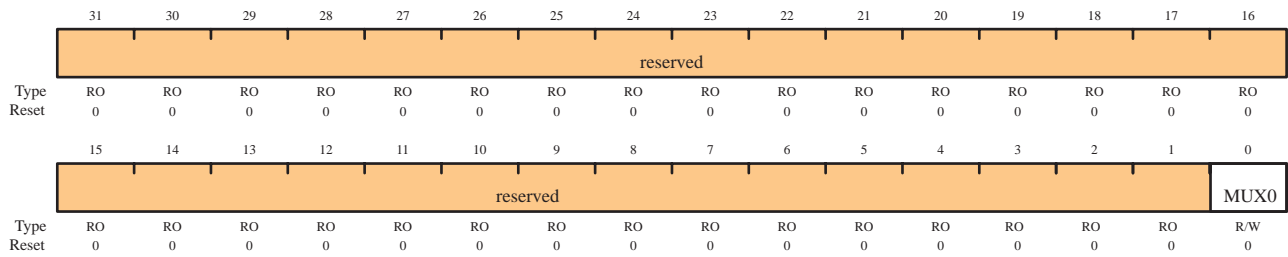 31 30 29 28 27 26 25 24 23 22 21 20 19 18 17 16
reserved
Type RO RO RO RO RO RO RO RO RO RO RO RO RO RO RO RO
Reset 0 0 0 0 0 0 0 0 0 0 0 0 0 0 0 0
15 14 13 12 11 10 9 8 7 6 5 4 3 2 1 0
reserved MUX0
Type RO RO RO RO RO RO RO RO RO RO RO RO RO RO RO R/W
Reset 0 0 0 0 0 0 0 0 0 0 0 0 0 0 0 0